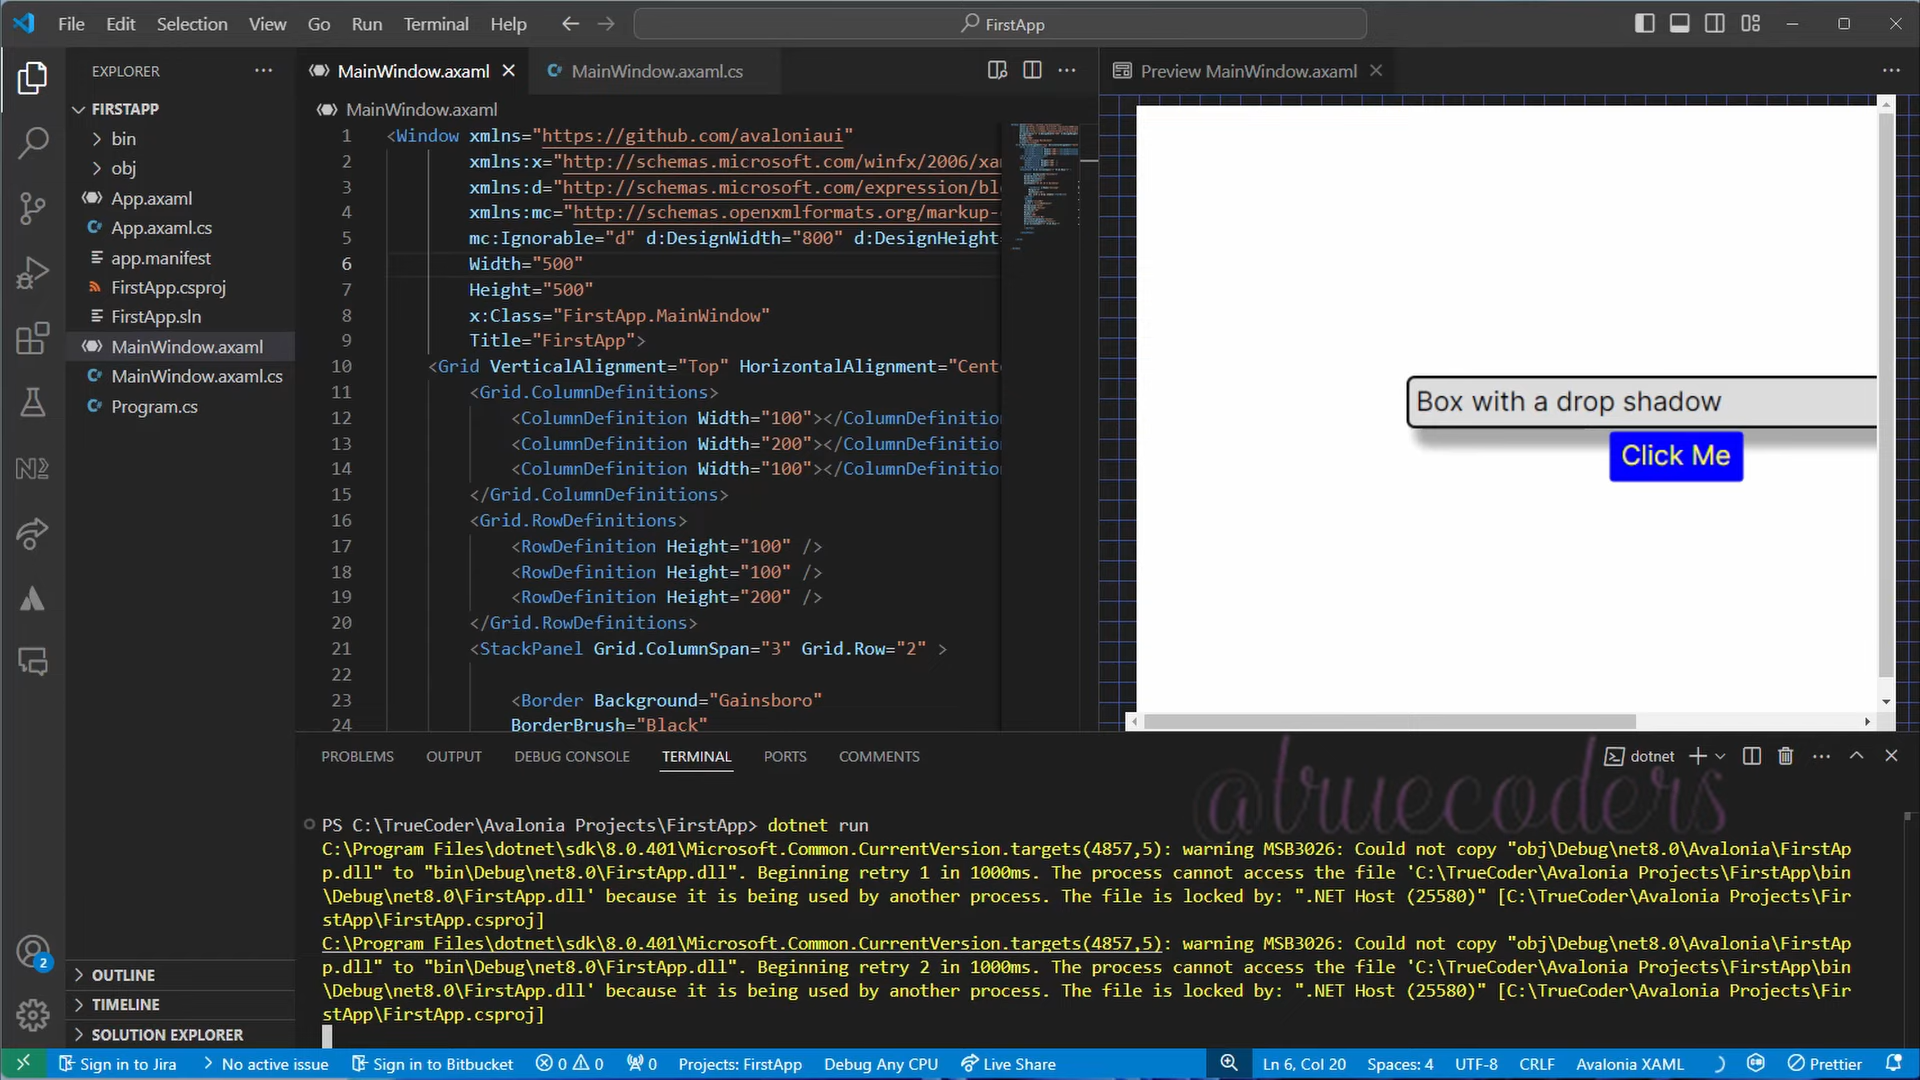 File Edit Selection View Go Run Terminal Help
FirstApp
EXPLORER
FIRSTAPP
bin
obj
App.axaml
App.axaml.cs
app.manifest
FirstApp.csproj
FirstApp.sln
MainWindow.axaml
MainWindow.axaml.cs
Program.cs
OUTLINE
TIMELINE
SOLUTION EXPLORER
2
MainWindow.axaml
MainWindow.axaml.cs
MainWindow.axaml
1 <Window xmlns="https://github.com/avaloniaui"
2 xmlns:x="http://schemas.microsoft.com/winfx/2006/xa
3 xmlns:d="http://schemas.microsoft.com/expression/bl
4 xmlns:mc="http://schemas.openxmlformats.org/markup-
5 mc:Ignorable="d" d:DesignWidth="800" d:DesignHeight=
6 Width="500"
7 Height="500"
8 x:Class="FirstApp.MainWindow"
9 Title="FirstApp">
10 <Grid VerticalAlignment="Top" HorizontalAlignment="Cent
11 <Grid.ColumnDefinitions>
12 <ColumnDefinition Width="100"></ColumnDefinition
13 <ColumnDefinition Width="200"></ColumnDefinition
14 <ColumnDefinition Width="100"></ColumnDefinition
15 </Grid.ColumnDefinitions>
16 <Grid.RowDefinitions>
17 <RowDefinition Height="100" />
18 <RowDefinition Height="100" />
19 <RowDefinition Height="200" />
20 </Grid.RowDefinitions>
21 <StackPanel Grid.ColumnSpan="3" Grid.Row="2" >
22
23 <Border Background="Gainsboro"
24 BorderBrush="Black"
Preview MainWindow.axaml
Box with a drop shadow
Click Me
PROBLEMS OUTPUT DEBUG CONSOLE TERMINAL PORTS COMMENTS
dotnet
@truecoders
PS C:\TrueCoder\Avalonia Projects\FirstApp> dotnet run
C:\Program Files\dotnet\sdk\8.0.401\Microsoft.Common.CurrentVersion.targets(4857,5): warning MSB3026: Could not copy "obj\Debug\net8.0\Avalonia\FirstAp
p.dll" to "bin\Debug\net8.0\FirstApp.dll". Beginning retry 1 in 1000ms. The process cannot access the file 'C:\TrueCoder\Avalonia Projects\FirstApp\bin
\Debug\net8.0\FirstApp.dll' because it is being used by another process. The file is locked by: ".NET Host (25580)" [C:\TrueCoder\Avalonia Projects\Fir
stApp\FirstApp.csproj]
C:\Program Files\dotnet\sdk\8.0.401\Microsoft.Common.CurrentVersion.targets(4857,5): warning MSB3026: Could not copy "obj\Debug\net8.0\Avalonia\FirstAp
p.dll" to "bin\Debug\net8.0\FirstApp.dll". Beginning retry 2 in 1000ms. The process cannot access the file 'C:\TrueCoder\Avalonia Projects\FirstApp\bin
\Debug\net8.0\FirstApp.dll' because it is being used by another process. The file is locked by: ".NET Host (25580)" [C:\TrueCoder\Avalonia Projects\Fir
stApp\FirstApp.csproj]
Sign in to Jira No active issue Sign in to Bitbucket 0 0 0 Projects: FirstApp Debug Any CPU Live Share Ln 6, Col 20 Spaces: 4 UTF-8 CRLF Avalonia XAML Prettier